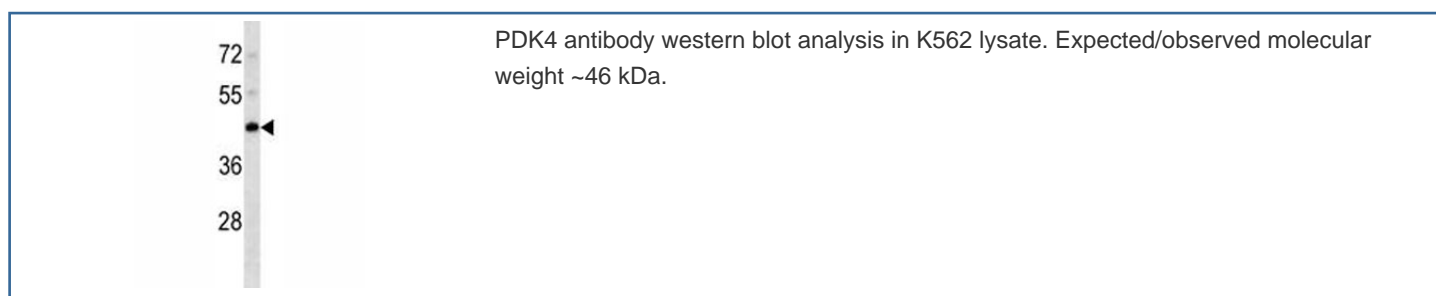 72
55
36
28
PDK4 antibody western blot analysis in K562 lysate. Expected/observed molecular
weight ~46 kDa.